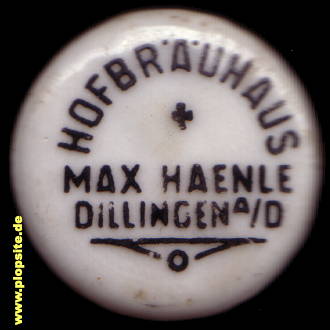 HOFBRÄUHAUS
MAX HAENLE
DILLINGEN A/D
www.plopsite.de